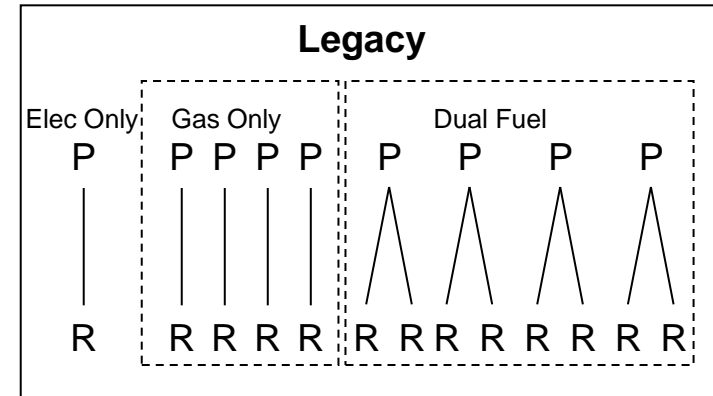 Legacy
Elec Only Gas Only Dual Fuel
P P P P P P P P P
R R R R R R R R R R R R R